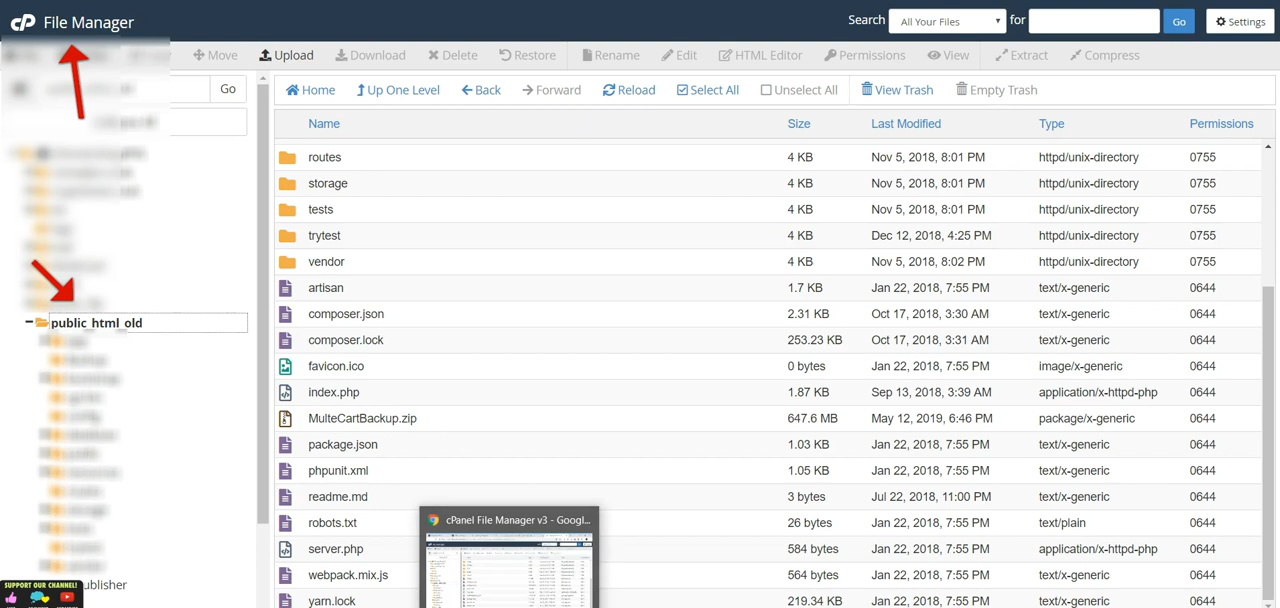 cP File Manager
Search All Your Files for Go Settings
Move Upload Download Delete Restore Rename Edit HTML Editor Permissions View Extract Compress
Go
Home Up One Level Back Forward Reload Select All Unselect All View Trash Empty Trash
Name Size Last Modified Type Permissions
routes 4 KB Nov 5, 2018, 8:01 PM httpd/unix-directory 0755
storage 4 KB Nov 5, 2018, 8:01 PM httpd/unix-directory 0755
tests 4 KB Nov 5, 2018, 8:01 PM httpd/unix-directory 0755
trytest 4 KB Dec 12, 2018, 4:25 PM httpd/unix-directory 0755
vendor 4 KB Nov 5, 2018, 8:02 PM httpd/unix-directory 0755
artisan 1.7 KB Jan 22, 2018, 7:55 PM text/x-generic 0644
composer.json 2.31 KB Oct 17, 2018, 3:30 AM text/x-generic 0644
public_html_old
composer.lock 253.23 KB Oct 17, 2018, 3:31 AM text/x-generic 0644
favicon.ico 0 bytes Jan 22, 2018, 7:55 PM image/x-generic 0644
index.php 1.87 KB Sep 13, 2018, 3:39 AM application/x-httpd-php 0644
MulteCartBackup.zip 647.6 MB May 12, 2019, 6:46 PM package/x-generic 0644
package.json 1.03 KB Jan 22, 2018, 7:55 PM text/x-generic 0644
phpunit.xml 1.05 KB Jan 22, 2018, 7:55 PM text/x-generic 0644
readme.md 3 bytes Jul 22, 2018, 11:00 PM text/x-generic 0644
robots.txt 26 bytes Jan 22, 2018, 7:55 PM text/plain 0644
cPanel File Manager v3 - Googl...
server.php 584 bytes Jan 22, 2018, 7:55 PM application/x-httpd-php 0644
webpack.mix.js 564 bytes Jan 22, 2018, 7:55 PM text/x-generic 0644
SUPPORT OUR CHANNEL! ublisher
219.34 KB Jan 22, 2018, 7:55 PM text/x-generic 0644